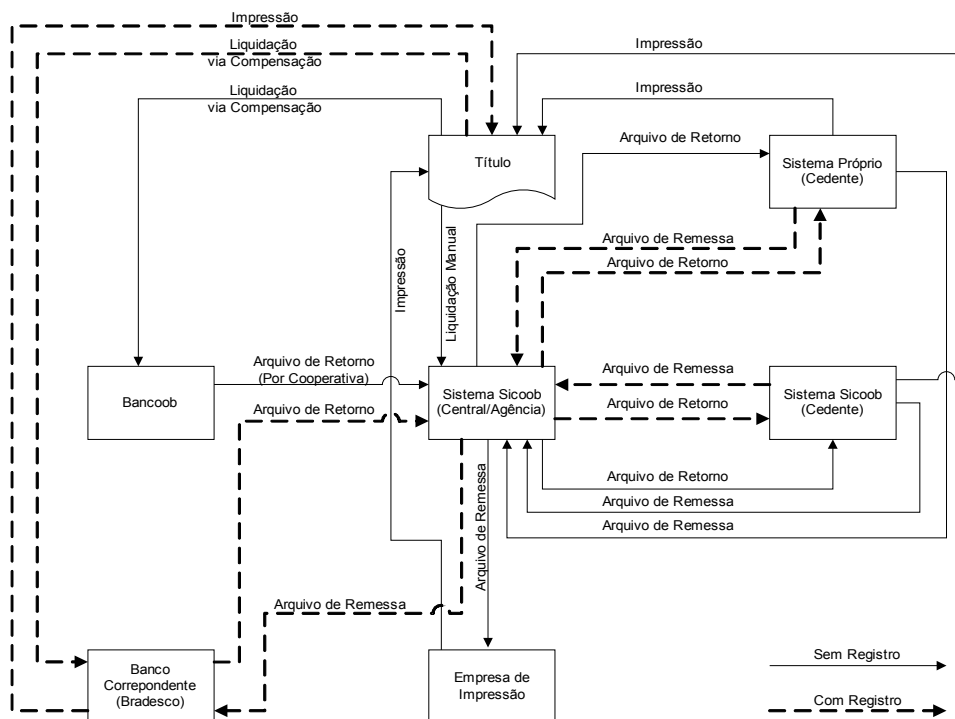 Impressão
Liquidação
via Compensação
Impressão
Liquidação
via Compensação
Impressão
Arquivo de Retorno
Título
Sistema Próprio
(Cedente)
Arquivo de Remessa
Arquivo de Retorno
Impressão
Liquidação Manual
Arquivo de Retorno
(Por Cooperativa)
Arquivo de Remessa
Bancoob
Sistema Sicoob
(Central/Agência)
Sistema Sicoob
(Cedente)
Arquivo de Retorno
Arquivo de Retorno
Arquivo de Retorno
Arquivo de Remessa
Arquivo de Remessa
Arquivo de Remessa
Arquivo de Remessa
Banco
Correpondente
(Bradesco)
Empresa de
Impressão
Sem Registro
Com Registro